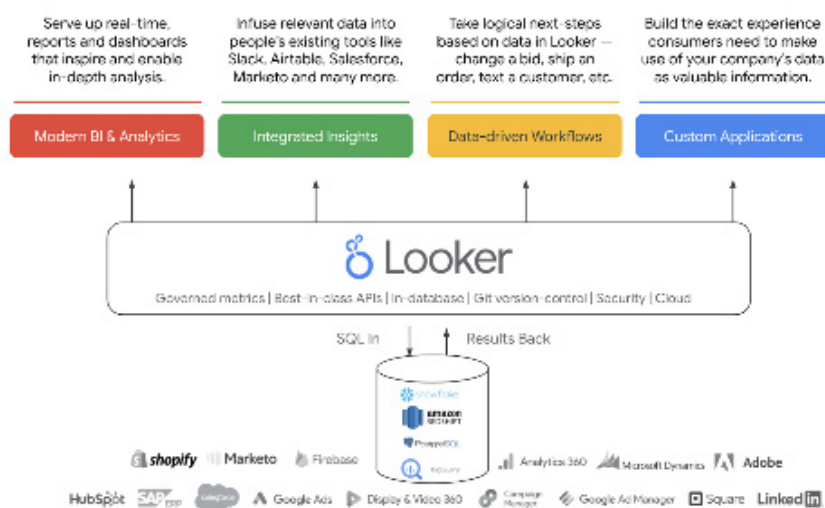 Serve up real-time,
reports and dashboards
that inspire and enable
in-depth analysis.
Infuse relevant data into
people's existing tools like
Slack, Airtable, Salesforce,
Marketo and many more.
Take logical next-steps
based on data in Looker —
change a bid, ship an
order, text a customer, etc.
Build the exact experience
consumers need to make
use of your company's data
as valuable information.
Modern BI & Analytics
Integrated Insights
Data-driven Workflows
Custom Applications
Looker
Governed metrics | Best-in-class APIs | In-database | Git version-control | Security | Cloud
SQL In
Results Back
snowflake
amazon
REDSHIFT
PostgreSQL
shopify
Marketo
Firebase
Analytics 360
Microsoft Dynamics
Adobe
HubSpot
SAP ERP
salesforce
Google Ads
Display & Video 360
Campaign
Manager
Google Ad Manager
Square
LinkedIn